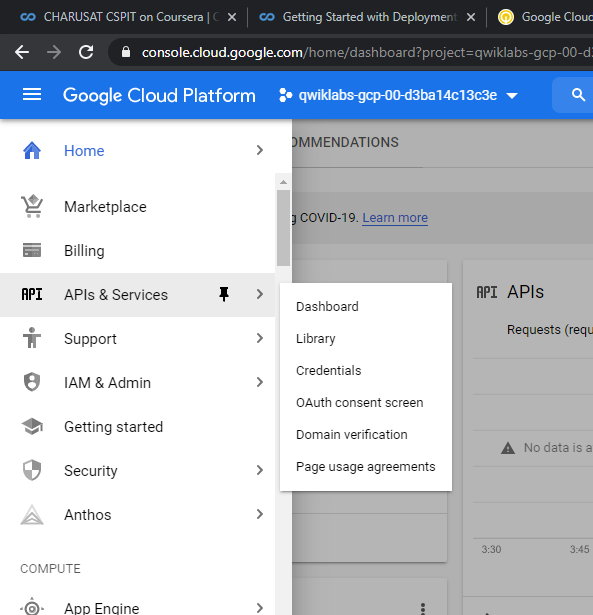 CHARUSAT CSPIT on Coursera | C
Getting Started with Deployment
Google Cloud
console.cloud.google.com/home/dashboard?project=qwiklabs-gcp-00-d3
Google Cloud Platform
qwiklabs-gcp-00-d3ba14c13c3e
Home
OMMENDATIONS
Marketplace
g COVID-19. Learn more
Billing
API APIs & Services
Dashboard
Library
Credentials
OAuth consent screen
Domain verification
Page usage agreements
API APIs
Requests (requ
No data is a
3:30
3:45
Support
IAM & Admin
Getting started
Security
Anthos
COMPUTE
App Engine